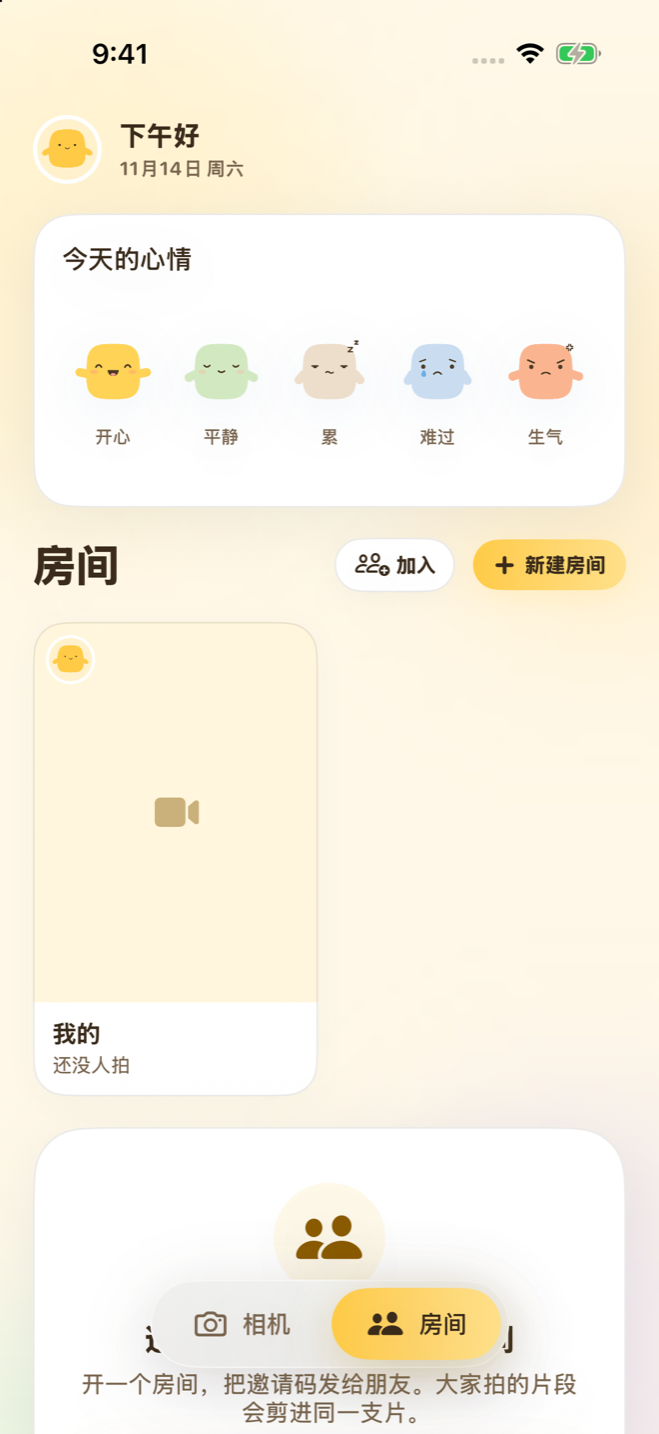 9:41
下午好
11月14日 周六
今天的心情
z z
开心
平静
累
难过
生气
房间
加入
新建房间
我的
还没人拍
相机
房间
开一个房间，把邀请码发给朋友。大家拍的片段
会剪进同一支片。